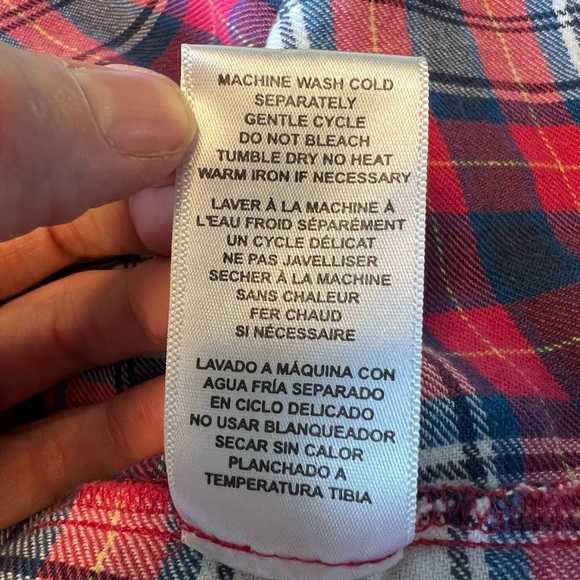 MACHINE WASH COLD
SEPARATELY
GENTLE CYCLE
DO NOT BLEACH
TUMBLE DRY NO HEAT
WARM IRON IF NECESSARY
LAVER À LA MACHINE À
L'EAU FROID SÉPARÉMENT
UN CYCLE DÉLICAT
NE PAS JAVELLISER
SECHER À LA MACHINE
SANS CHALEUR
FER CHAUD
SI NÉCESSAIRE
LAVADO A MÁQUINA CON
AGUA FRÍA SEPARADO
EN CICLO DELICADO
NO USAR BLANQUEADOR
SECAR SIN CALOR
PLANCHADO A
TEMPERATURA TIBIA